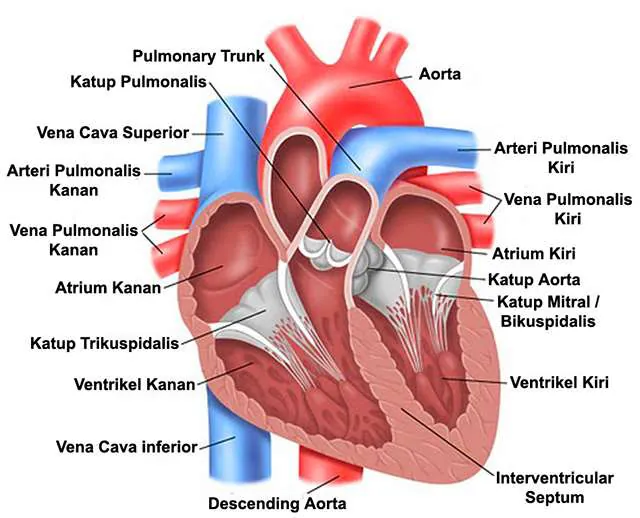 Pulmonary Trunk
Katup Pulmonalis
Aorta
Vena Cava Superior
Arteri Pulmonalis
Kanan
Vena Pulmonalis
Kanan
Atrium Kanan
Katup Trikuspidalis
Ventrikel Kanan
Vena Cava inferior
Descending Aorta
Arteri Pulmonalis
Kiri
Vena Pulmonalis
Kiri
Atrium Kiri
Katup Aorta
Katup Mitral /
Bikuspidalis
Ventrikel Kiri
Interventricular
Septum